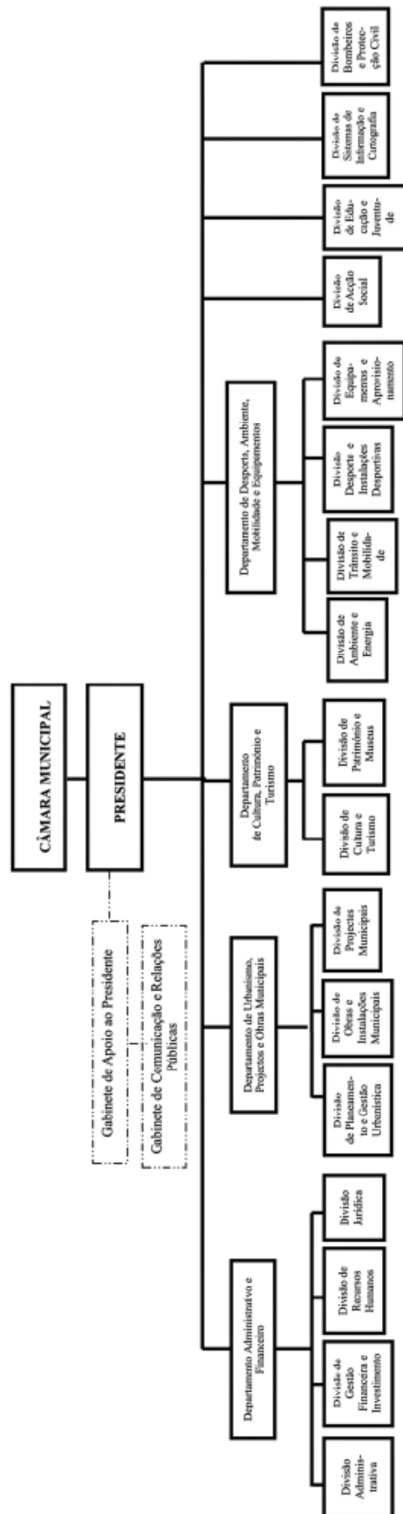 CÂMARA MUNICIPAL
PRESIDENTE
Gabinete de Apoio ao Presidente
Gabinete de Comunicação e Relações
Públicas
Departamento Administrativo e
Financeiro
Departamento de Urbanismo,
Projectos e Obras Municipais
Departamento
de Cultura, Património e
Turismo
Departamento de Desporto, Ambiente,
Mobilidade e Equipamentos
Divisão
Adminis-
trativa
Divisão de
Gestão
Financeira e
Investimento
Divisão de
Recursos
Humanos
Divisão
Jurídica
Divisão
de Planeamen-
to e Gestão
Urbanística
Divisão de
Obras e
Instalações
Municipais
Divisão de
Projectos
Municipais
Divisão de
Cultura e
Turismo
Divisão de
Património e
Museus
Divisão de
Ambiente e
Energia
Divisão de
Trânsito e
Mobilida-
de
Divisão
Desporto e
Instalações
Desportivas
Divisão de
Equipa-
mentos e
Aprovisio-
namento
Divisão
de Acção
Social
Divisão
de Edu-
cação e
Juventu-
de
Divisão de
Sistemas de
Informação e
Cartografia
Divisão de
Bombeiros
e Protec-
ção Civil